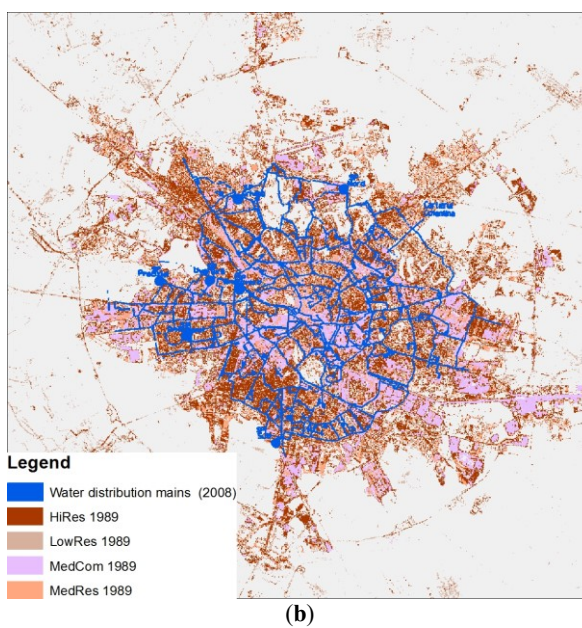 Legend
Water distribution mains (2008)
HiRes 1989
LowRes 1989
MedCom 1989
MedRes 1989
(b)